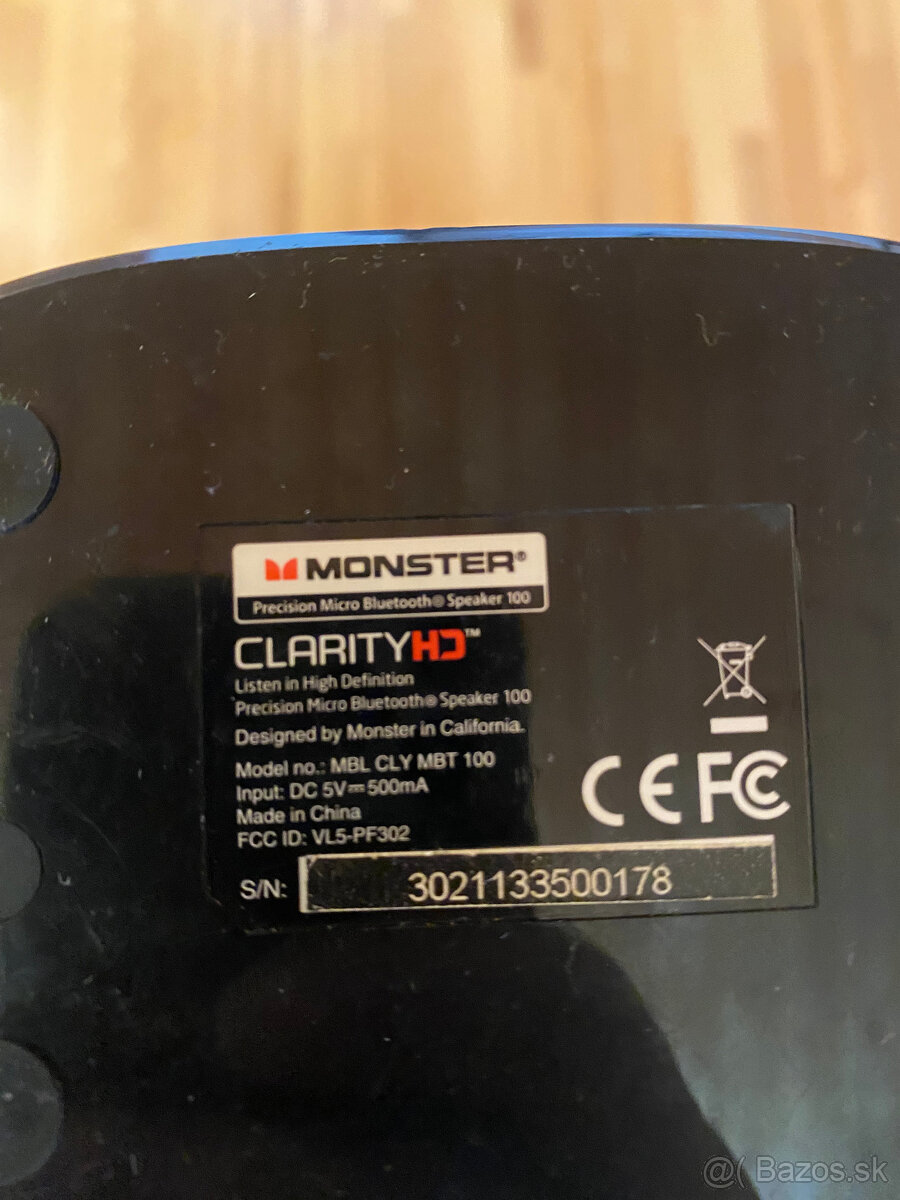 MONSTER®
Precision Micro Bluetooth® Speaker 100
CLARITYHD™
Listen in High Definition
Precision Micro Bluetooth® Speaker 100
Designed by Monster in California.
Model no.: MBL CLY MBT 100
Input: DC 5V⎓500mA
Made in China
FCC ID: VL5-PF302
CE FC
S/N: 3021133500178
@( Bazos.sk